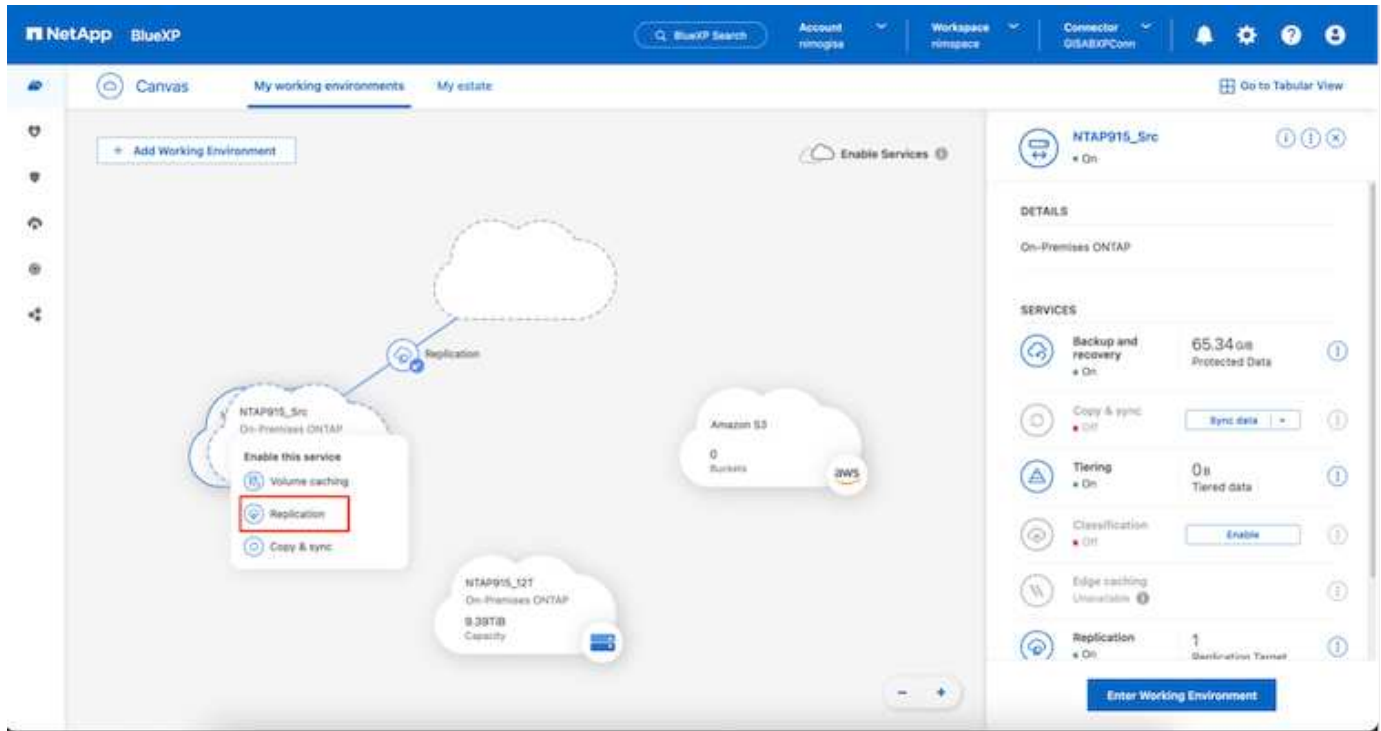 NetApp BlueXP
BlueXP Search
Account
nimogisa
Workspace
nimspace
Connector
GISABXPConn
Canvas
My working environments
My estate
Go to Tabular View
+ Add Working Environment
Enable Services
Replication
NTAP915_Src
On-Premises ONTAP
Enable this service
Volume caching
Replication
Copy & sync
Amazon S3
0
Buckets
aws
NTAP915_12T
On-Premises ONTAP
9.39TiB
Capacity
- +
NTAP915_Src
On
DETAILS
On-Premises ONTAP
SERVICES
Backup and recovery
On
65.34 GiB
Protected Data
Copy & sync
Off
Sync data
Tiering
On
0 B
Tiered data
Classification
Off
Enable
Edge caching
Unavailable
Replication
On
1
Replication Target
Enter Working Environment